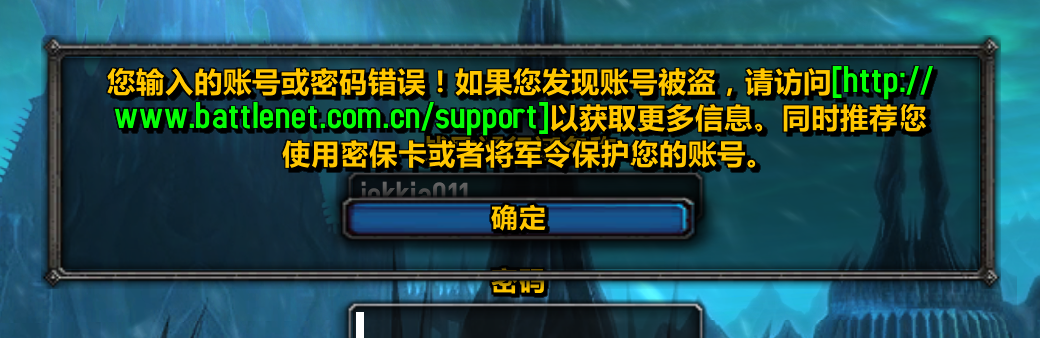 您输入的账号或密码错误！如果您发现账号被盗，请访问[http://
www.battlenet.com.cn/support]以获取更多信息。同时推荐您
使用密保卡或者将军令保护您的账号。
确定
密码